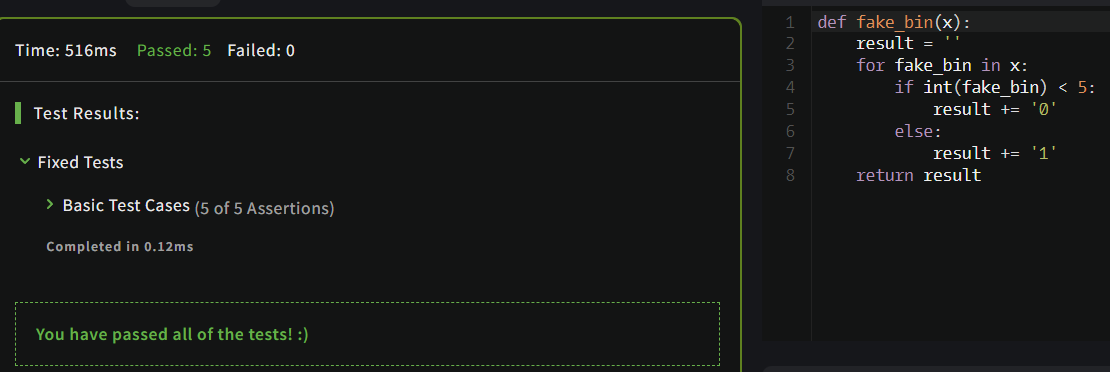 Time: 516ms Passed: 5 Failed: 0
Test Results:
Fixed Tests
Basic Test Cases (5 of 5 Assertions)
Completed in 0.12ms
You have passed all of the tests! :)
1 def fake_bin(x):
2     result = ''
3     for fake_bin in x:
4         if int(fake_bin) < 5:
5             result += '0'
6         else:
7             result += '1'
8     return result